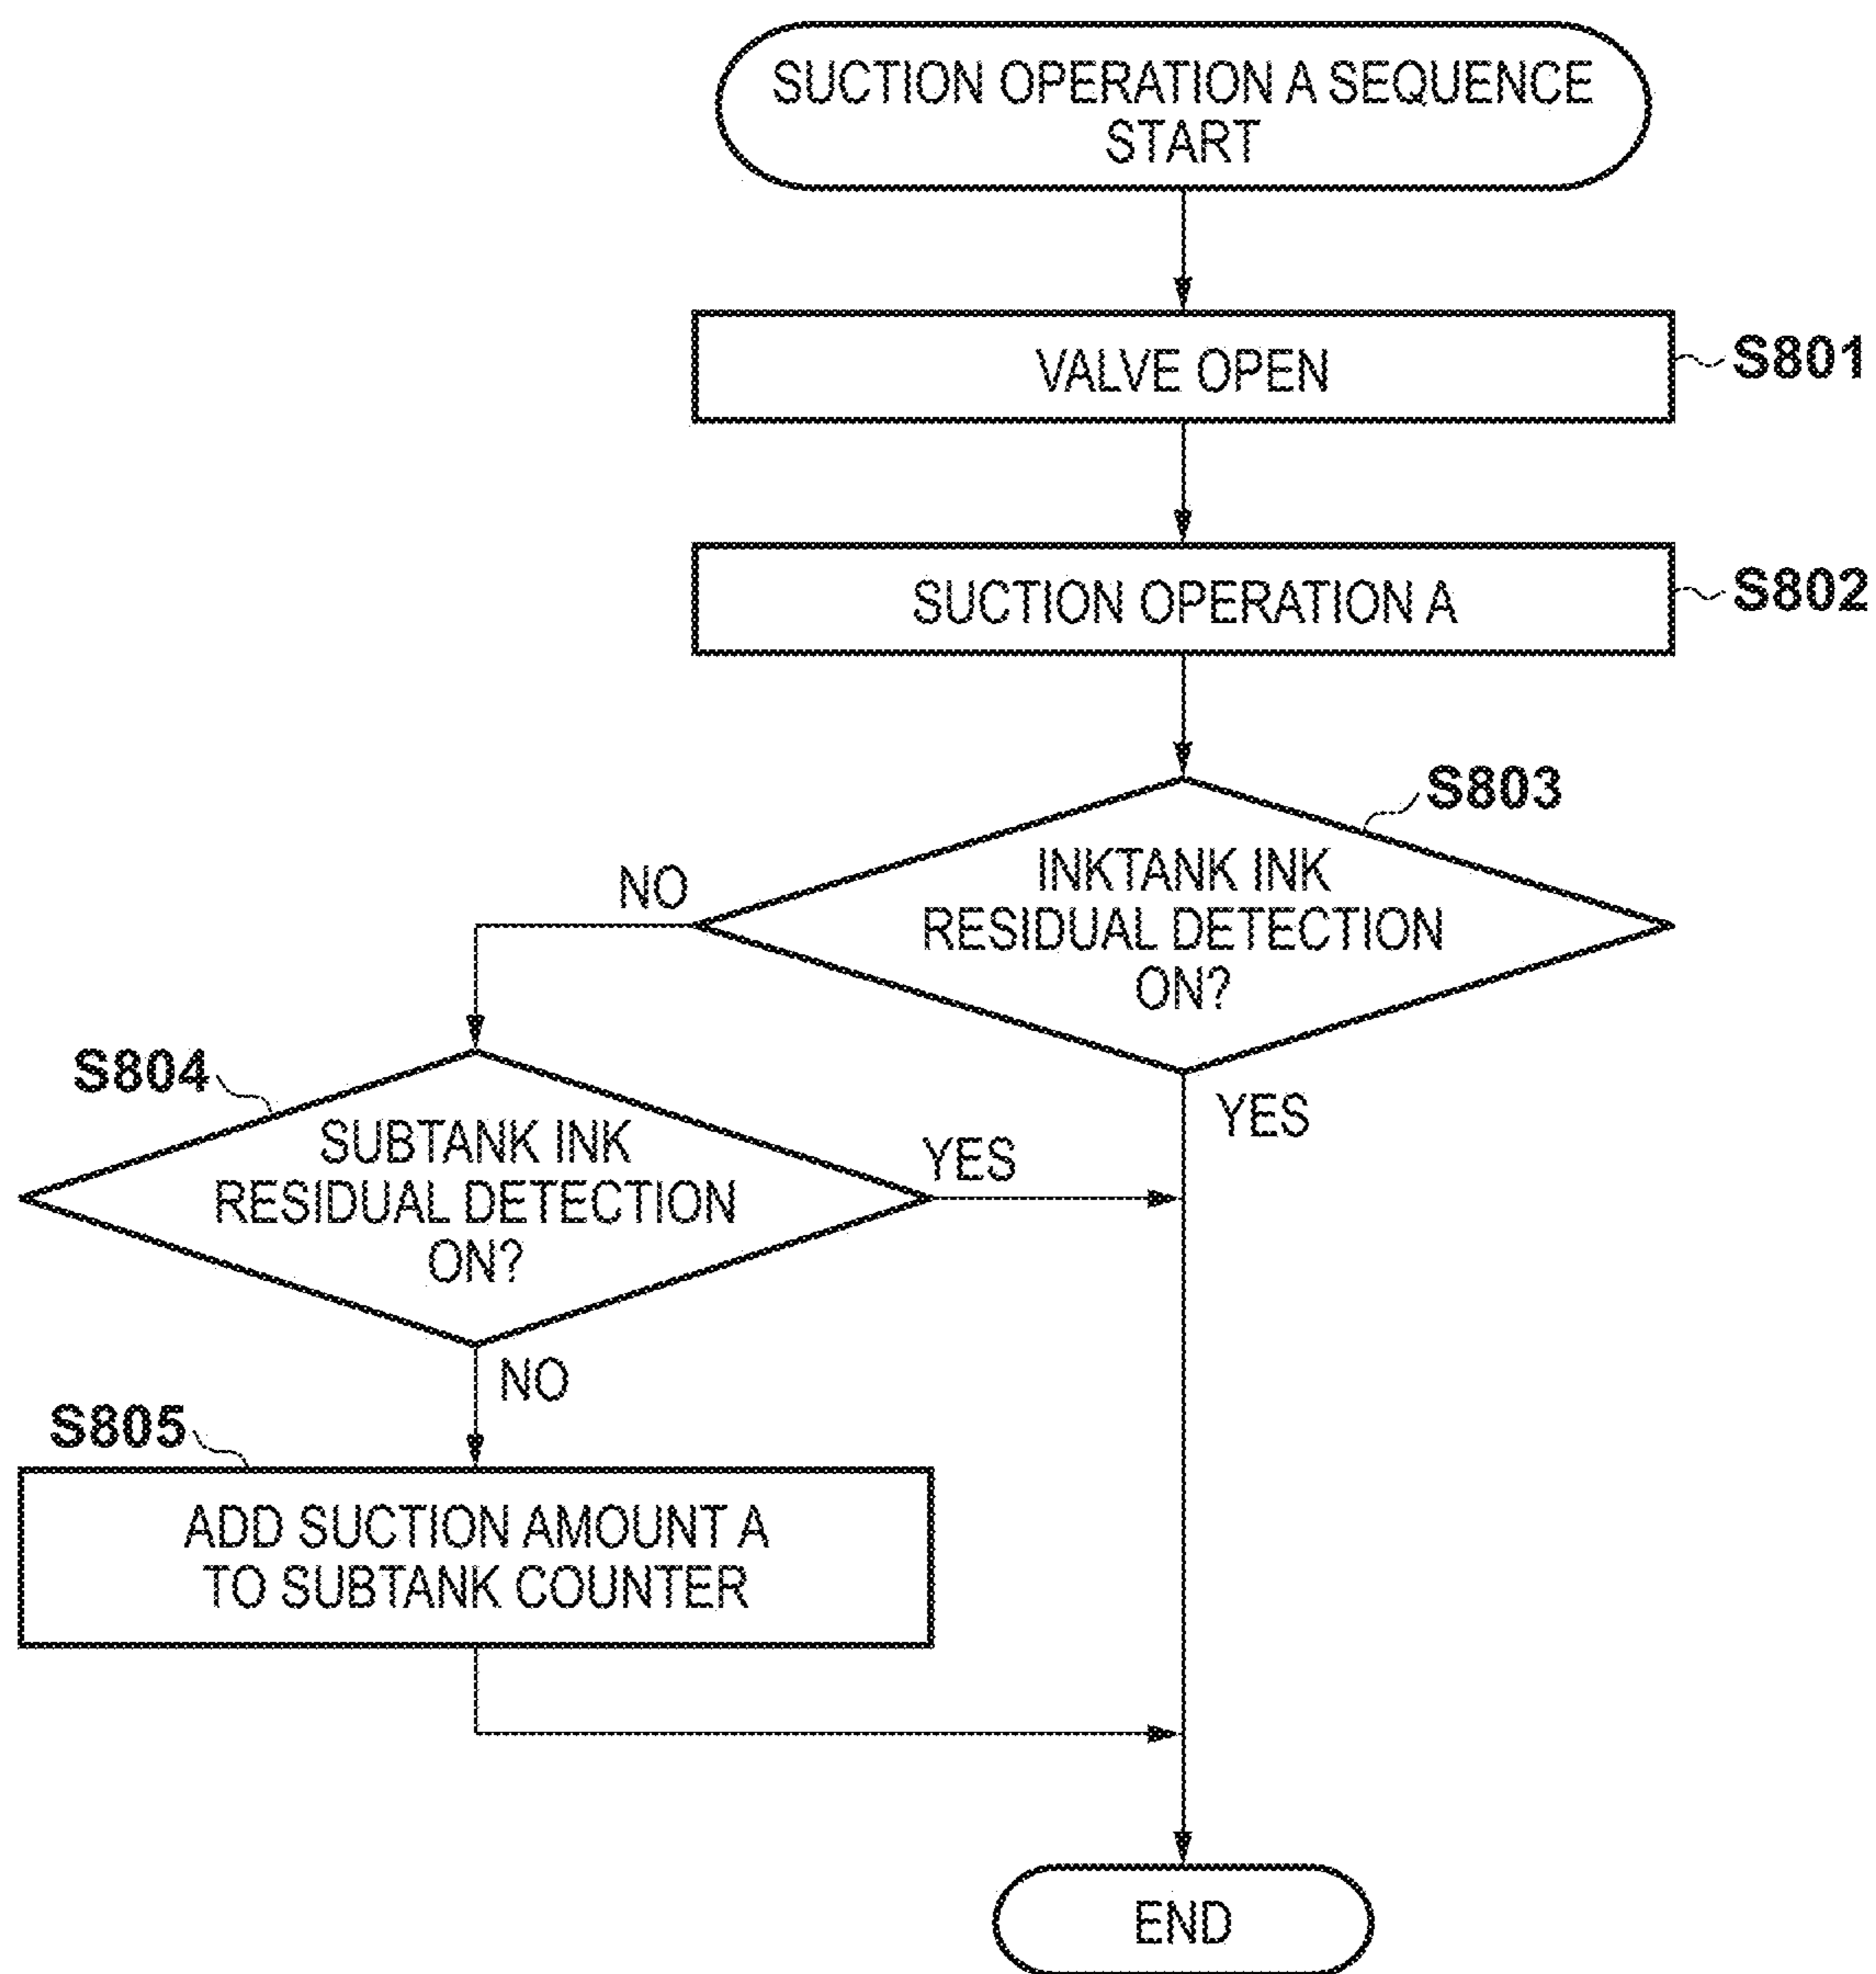 SUCTION OPERATION A SEQUENCE
START
VALVE OPEN
S801
SUCTION OPERATION A
S802
S803
INKTANK INK
RESIDUAL DETECTION
ON?
NO
YES
S804
SUBTANK INK
RESIDUAL DETECTION
ON?
YES
NO
S805
ADD SUCTION AMOUNT A
TO SUBTANK COUNTER
END